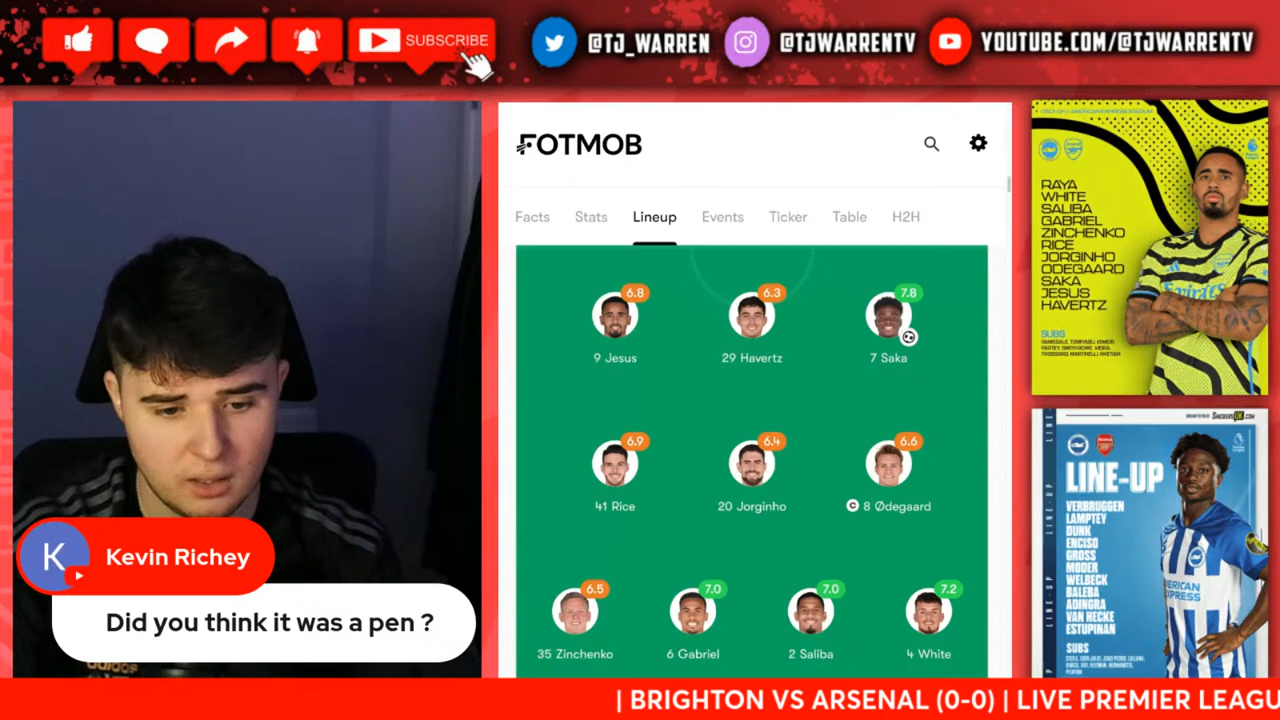 SUBSCRIBE
@TJ_WARREN
@TJWARRENTV
YOUTUBE.COM/@TJWARRENTV
FOTMOB
Facts Stats Lineup Events Ticker Table H2H
6.8 6.3 7.8
9 Jesus 29 Havertz 7 Saka
6.9 6.4 6.6
41 Rice 20 Jorginho C 8 Ødegaard
6.5 7.0 7.0 7.2
35 Zinchenko 6 Gabriel 2 Saliba 4 White
RAYA
WHITE
SALIBA
GABRIEL
ZINCHENKO
RICE
JORGINHO
ODEGAARD
SAKA
JESUS
HAVERTZ
SUBS
Emirates
LINE-UP
VERBRUGGEN
LAMPTEY
DUNK
ENCISO
GROSS
MODER
WELBECK
BALEBA
ADINGRA
VAN HECKE
ESTUPINAN
SUBS
K Kevin Richey
Did you think it was a pen ?
adidas
| BRIGHTON VS ARSENAL (0-0) | LIVE PREMIER LEAGU